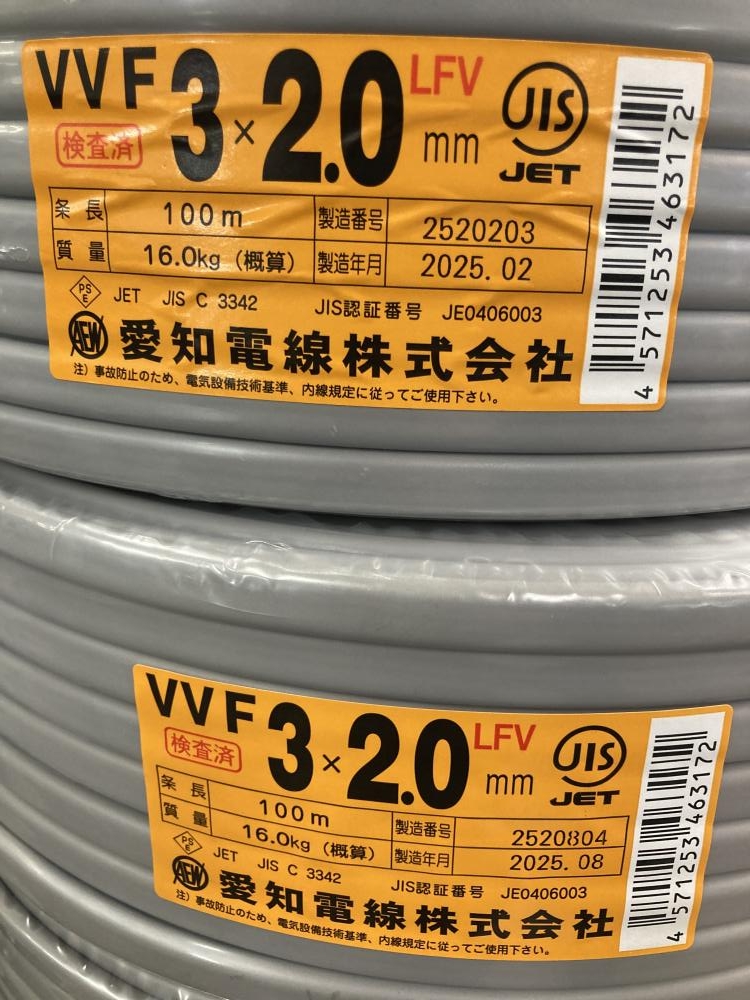 VVF 3×2.0 mm LFV
検査済
JIS
JET
条長 100m 製造番号 2520203
質量 16.0kg（概算） 製造年月 2025.02
PSE JET JIS C 3342 JIS認証番号 JE0406003
AEW 愛知電線株式会社
注）事故防止のため、電気設備技術基準、内線規定に従ってご使用下さい。
4571253463172
VVF 3×2.0 mm LFV
検査済
JIS
JET
条長 100m 製造番号 2520804
質量 16.0kg（概算） 製造年月 2025.08
PSE JET JIS C 3342 JIS認証番号 JE0406003
AEW 愛知電線株式会社
注）事故防止のため、電気設備技術基準、内線規定に従ってご使用下さい。
4571253463172